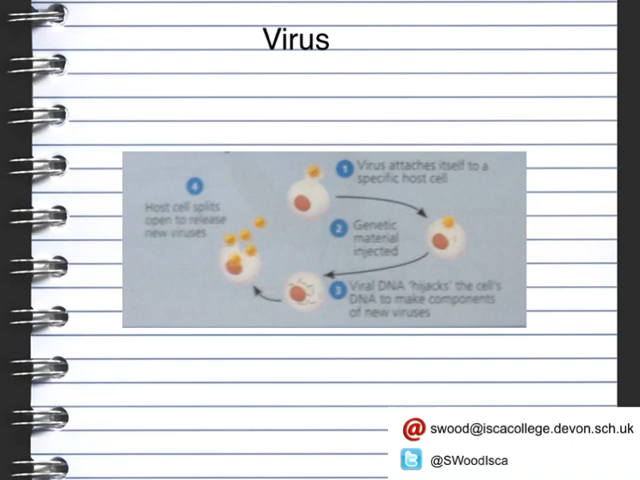 Virus
1 Virus attaches itself to a
specific host cell
2 Genetic
material
injected
3 Viral DNA 'hijacks' the cell's
DNA to make components
of new viruses
4
Host cell splits
open to release
new viruses
@ swood@iscacollege.devon.sch.uk
@SWoodIsca